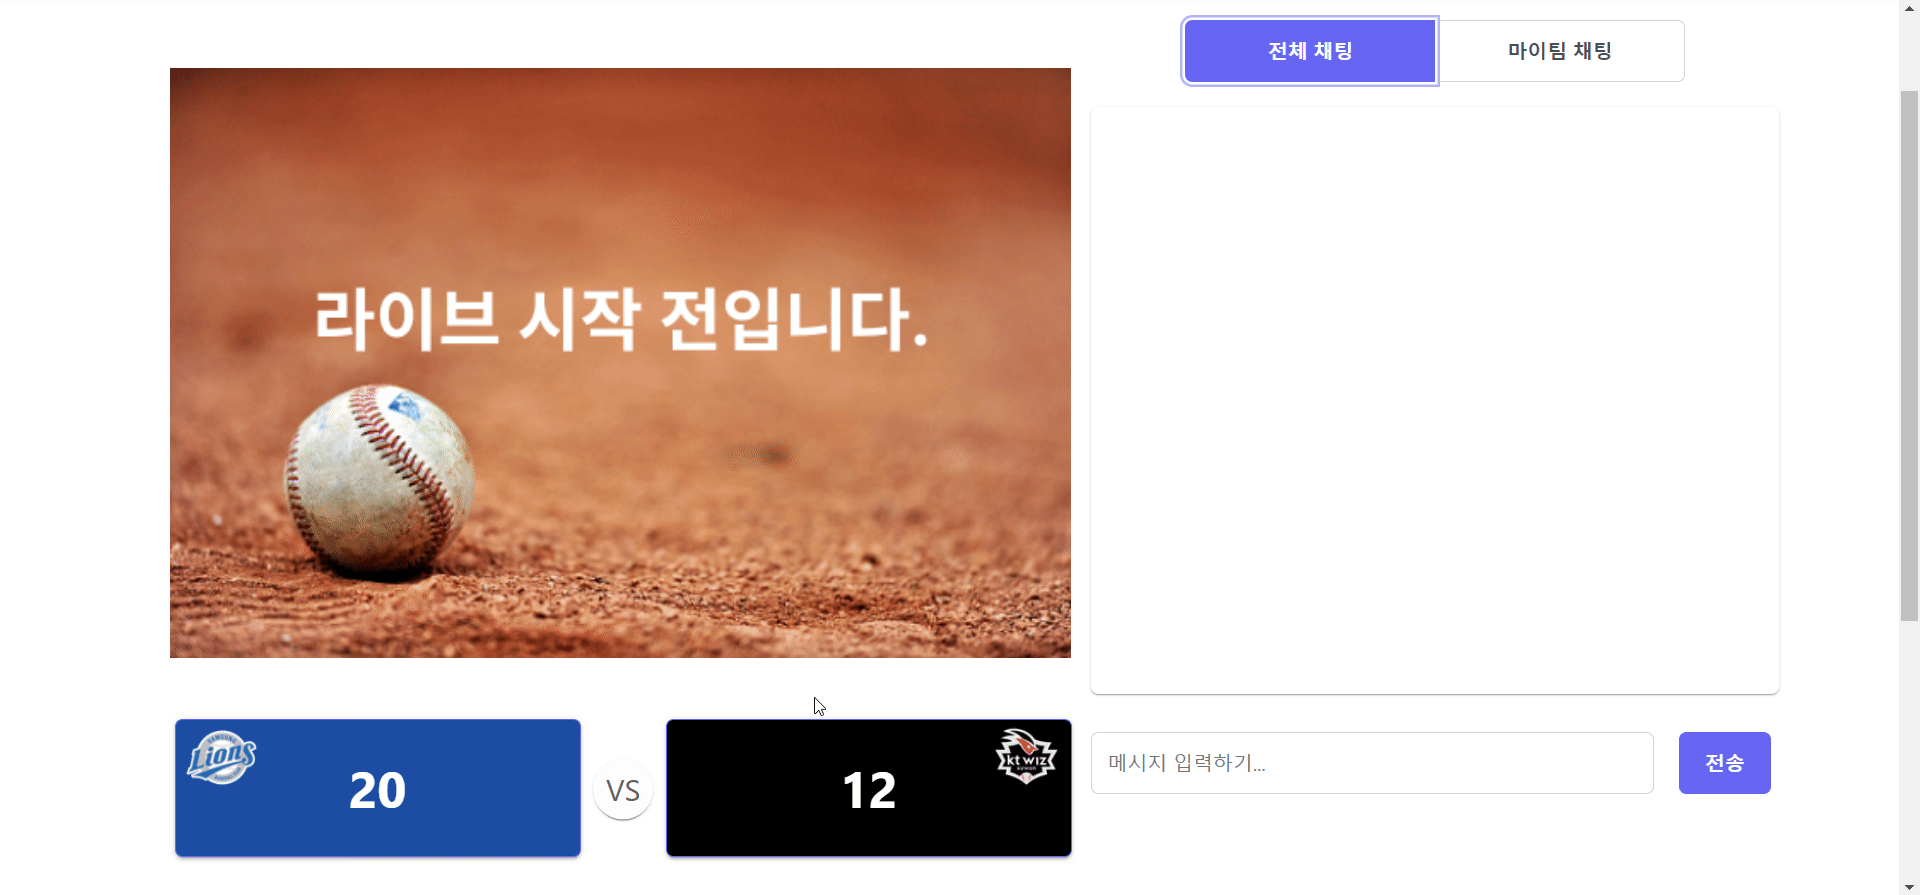 전체 채팅
마이팀 채팅
라이브 시작 전입니다.
SAMSUNG
Lions
20
VS
12
kt wiz
메시지 입력하기...
전송